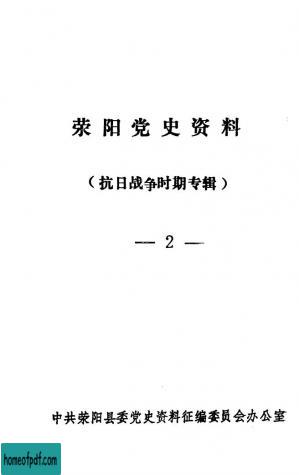 荥阳党史资料
（抗日战争时期专辑）
— 2 —
中共荥阳县委党史资料征编委员会办公室
homeofpdf.com